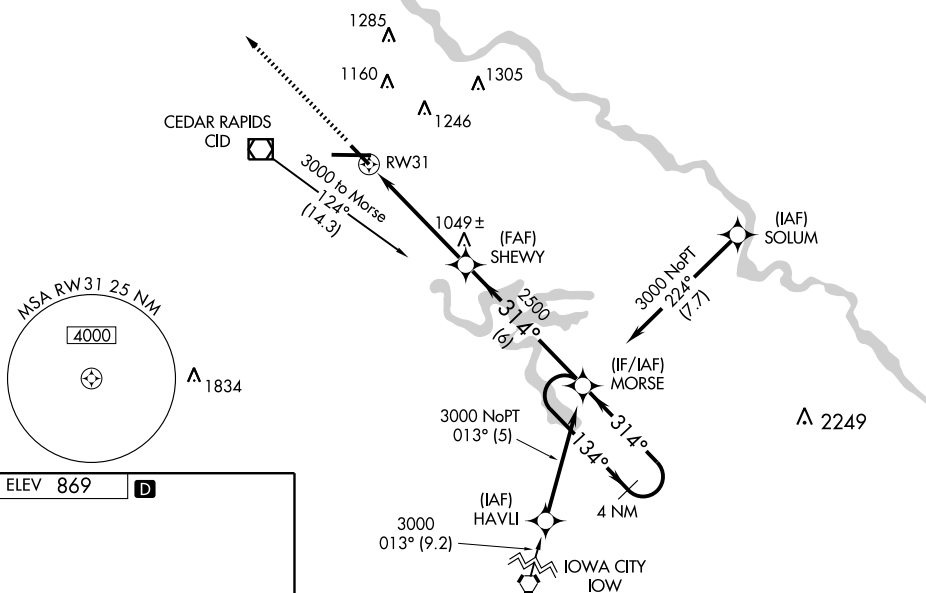 1285
1160
1305
1246
CEDAR RAPIDS
CID
RW31
3000 to Morse
124°
(14.3)
1049 ±
(FAF)
SHEWY
(IAF)
SOLUM
3000 NoPT
224°
(7.7)
2500
314°
(6)
MSA RW31 25 NM
4000
1834
(IF/IAF)
MORSE
2249
3000 NoPT
013° (5)
314°
134°
4 NM
ELEV 869 D
(IAF)
HAVLI
3000
013° (9.2)
IOWA CITY
IOW